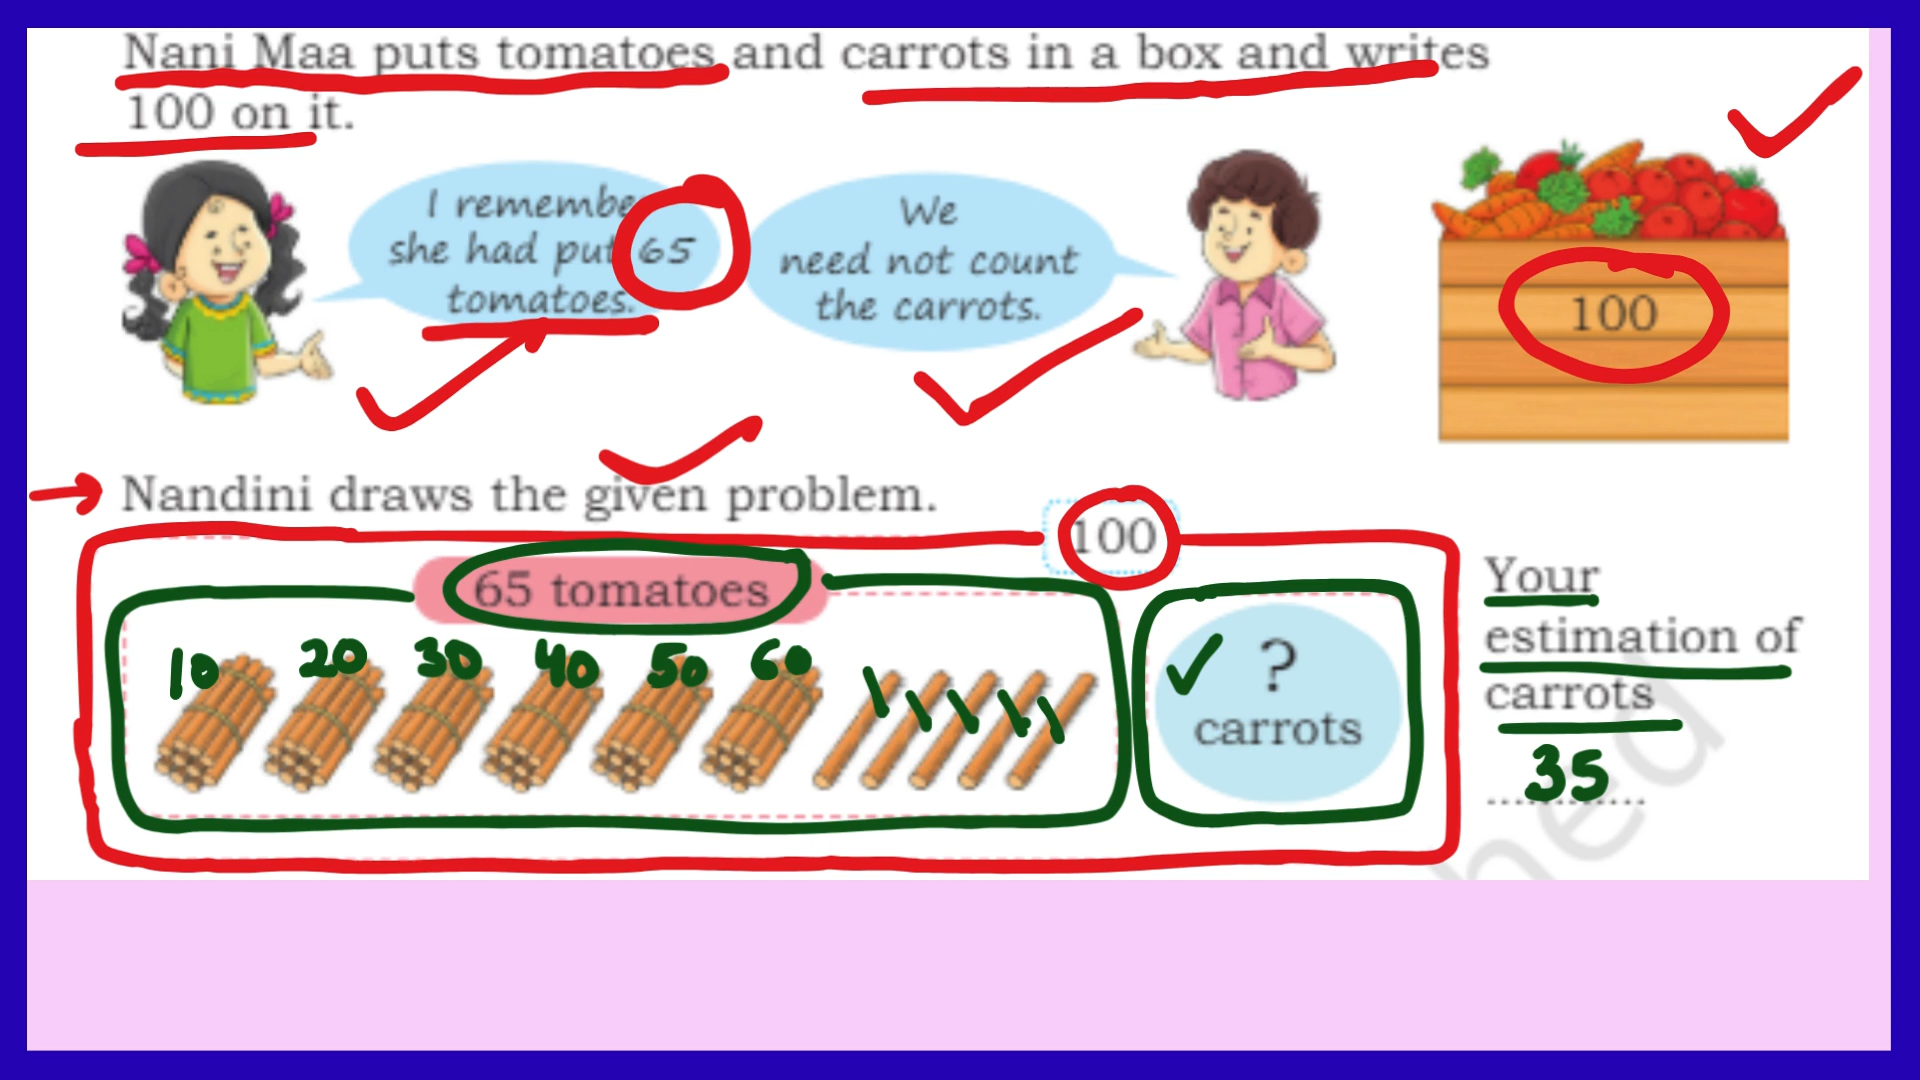 Nani Maa puts tomatoes and carrots in a box and writes
100 on it.
I remembe
she had put 65
tomatoes.
We
need not count
the carrots.
100
Nandini draws the given problem.
100
65 tomatoes
10 20 30 40 50 60
?
carrots
Your
estimation of
carrots
35
hed